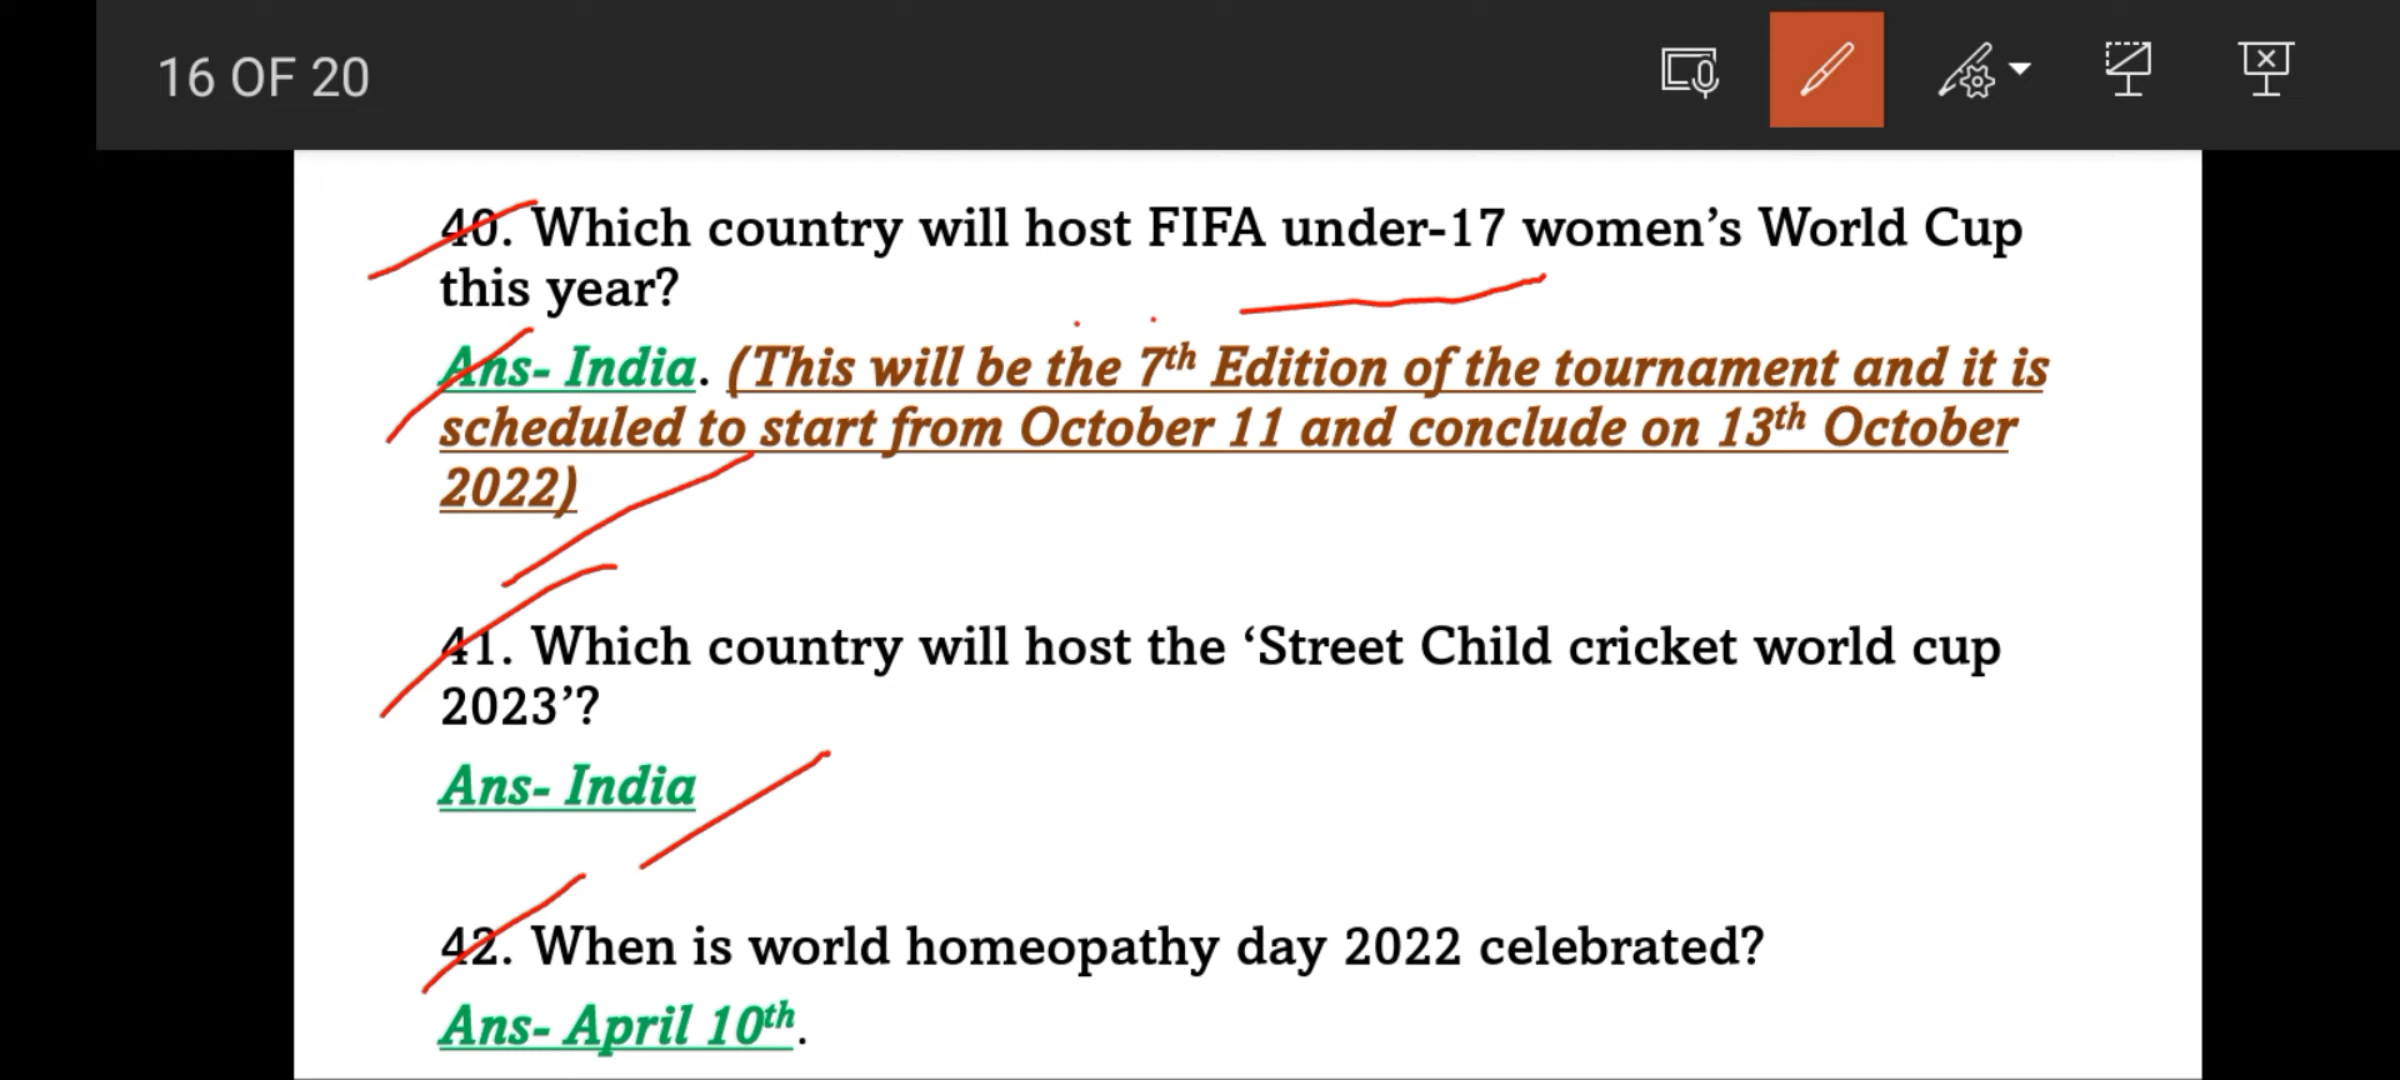 16 OF 20
40. Which country will host FIFA under-17 women’s World Cup
this year?
Ans- India. (This will be the 7th Edition of the tournament and it is
scheduled to start from October 11 and conclude on 13th October
2022)
41. Which country will host the ‘Street Child cricket world cup
2023’?
Ans- India
42. When is world homeopathy day 2022 celebrated?
Ans- April 10th.